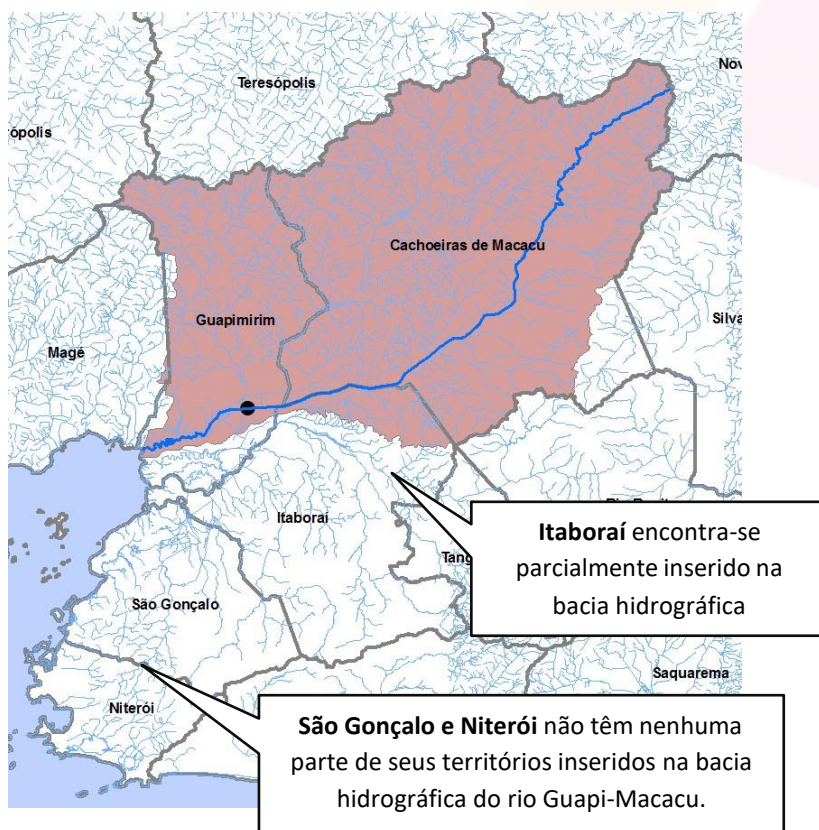 Teresópolis
Nov
ópolis
Cachoeiras de Macacu
Guapimirim
Silva
Magé
Itaboraí
Itaboraí encontra-se
parcialmente inserido na
bacia hidrográfica
Tang
São Gonçalo
Saquarema
Niterói
São Gonçalo e Niterói não têm nenhuma
parte de seus territórios inseridos na bacia
hidrográfica do rio Guapi-Macacu.